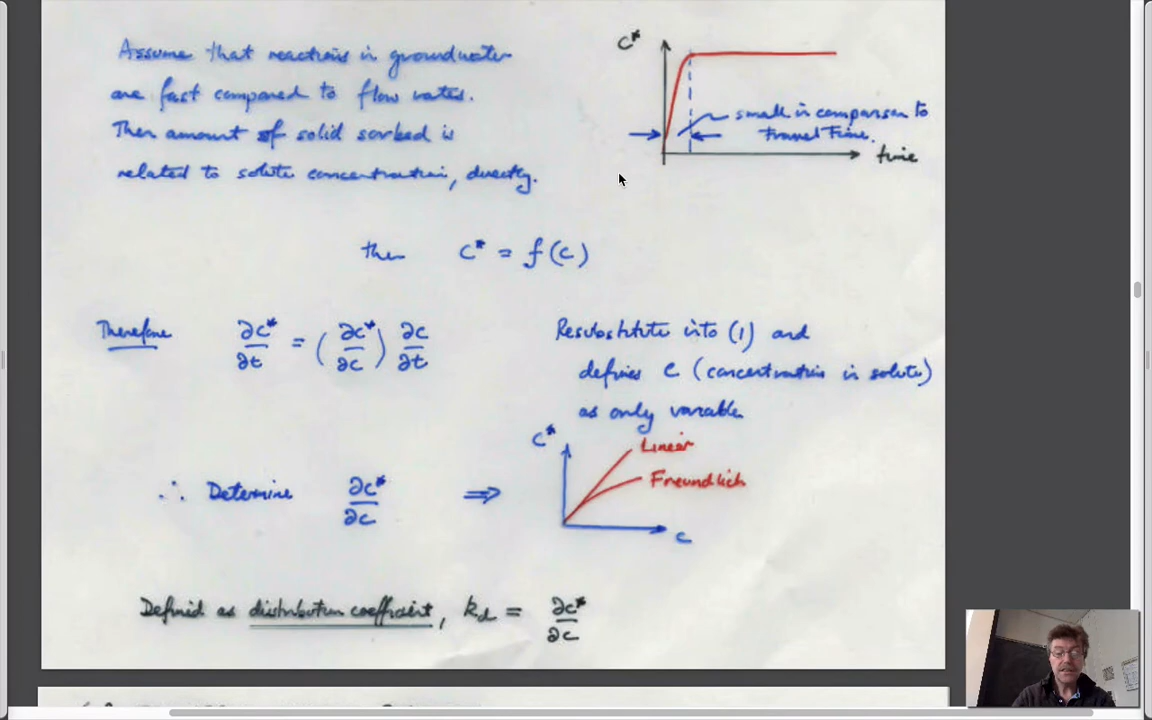 Assume that reactions in groundwater
are fast compared to flow rates.
Then amount of solid sorbed is
related to solute concentration, directly.
C*
small in comparison to
travel time.
time
then C* = f(c)
Therefore ∂c*/∂t = (∂c*/∂c) ∂c/∂t
Resubstitute into (1) and
defines C (concentration in solute)
as only variable
C*
Linear
Freundlich
c
∴ Determine ∂c*/∂c ⇒
Defined as distribution coefficient, kd = ∂c*/∂c